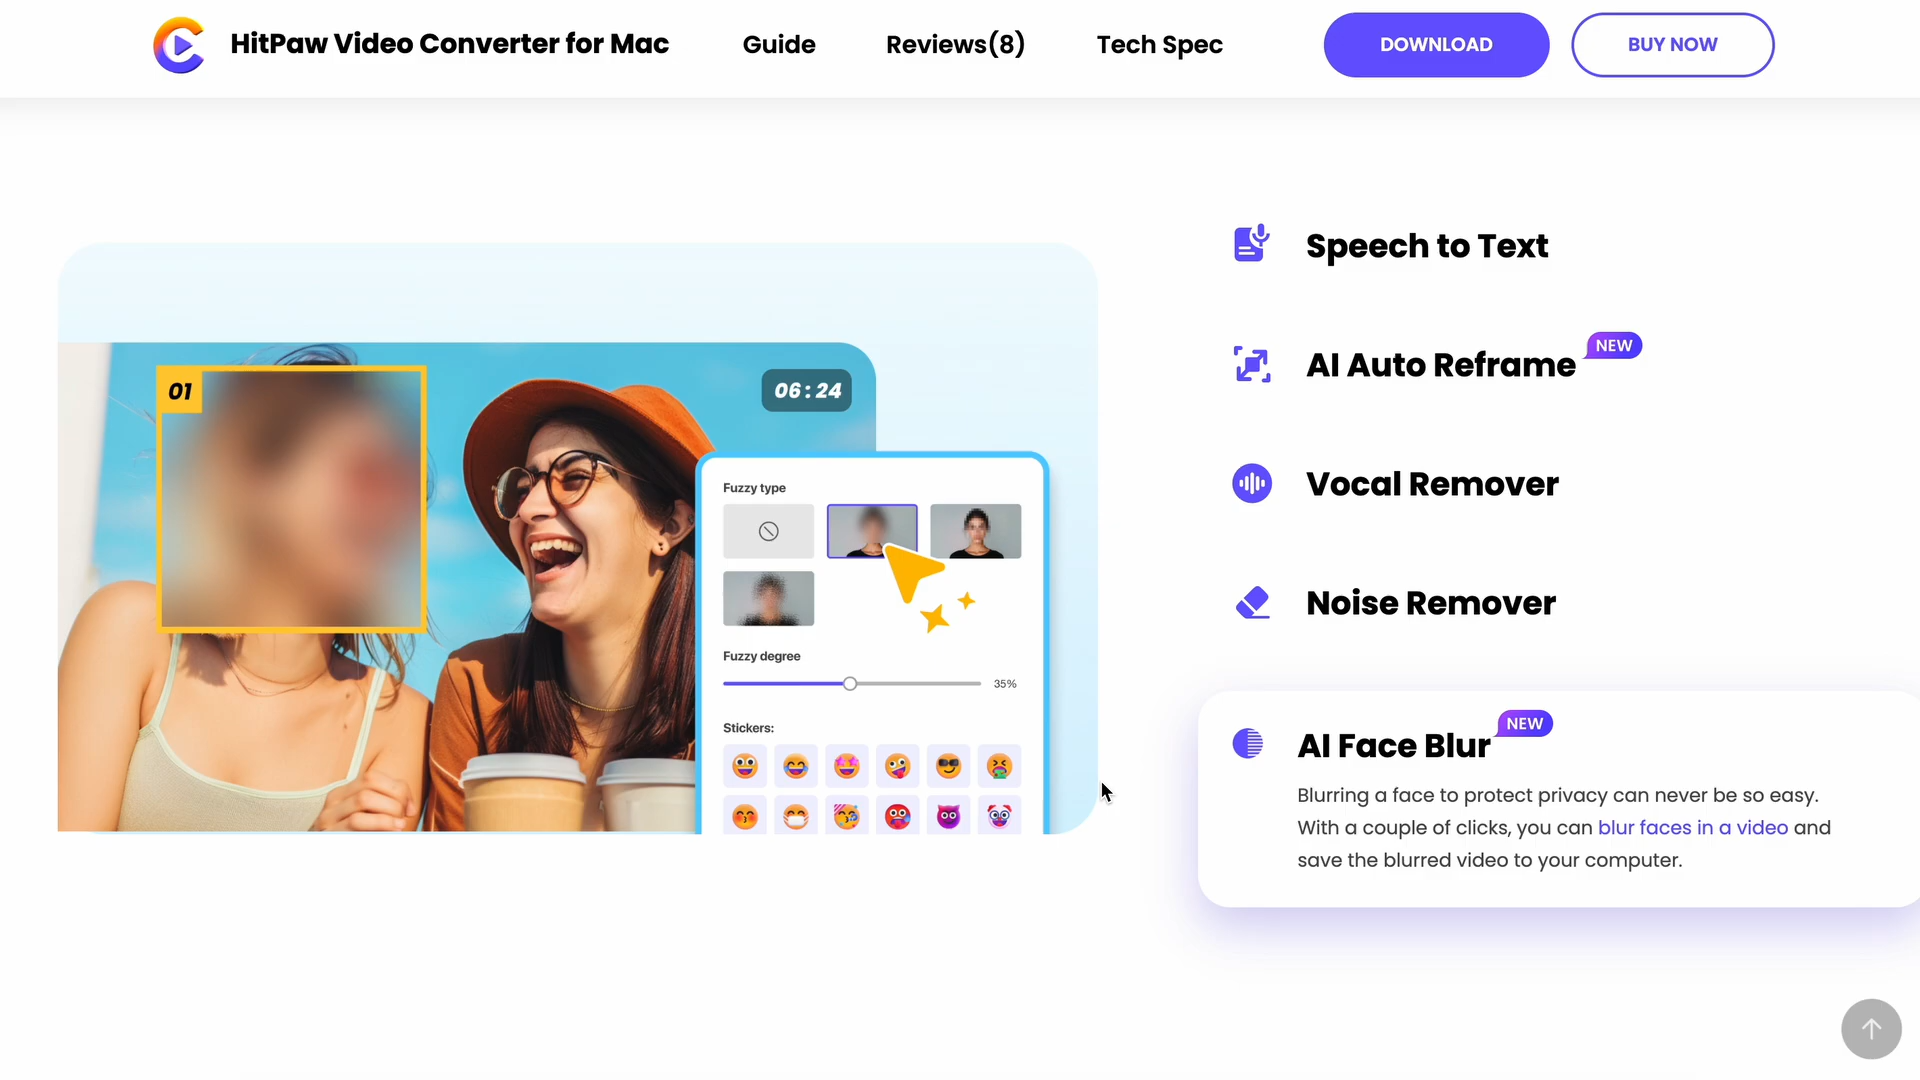 HitPaw Video Converter for Mac
Guide
Reviews(8)
Tech Spec
DOWNLOAD
BUY NOW
01
06:24
Fuzzy type
Fuzzy degree
35%
Stickers:
Speech to Text
AI Auto Reframe
NEW
Vocal Remover
Noise Remover
AI Face Blur
NEW
Blurring a face to protect privacy can never be so easy.
With a couple of clicks, you can blur faces in a video and
save the blurred video to your computer.